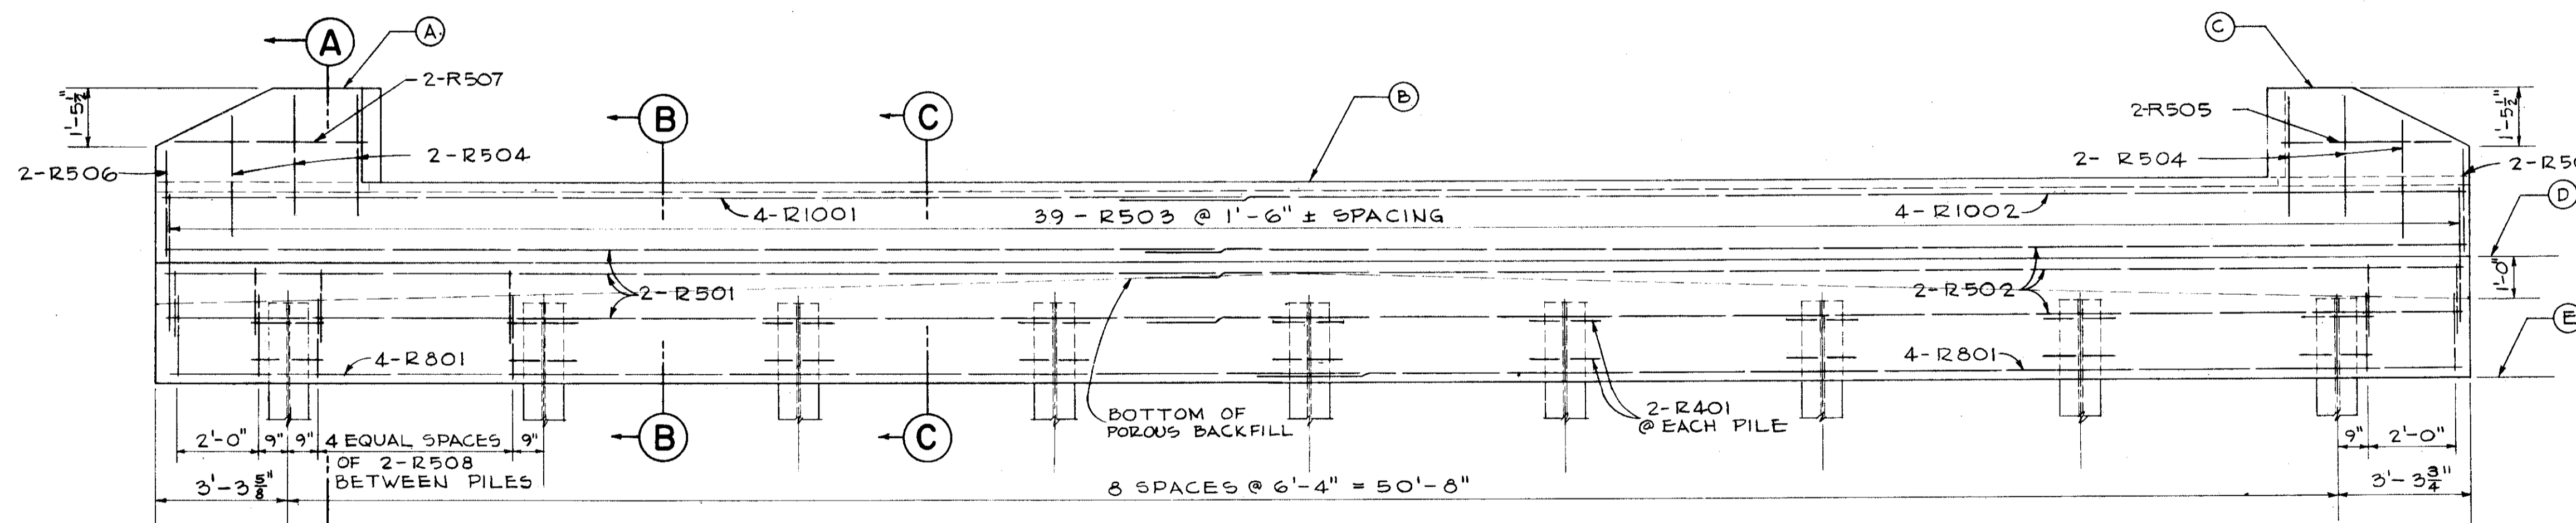 A
A.
C
1'-5½"
2-R507
B
C
B
2-R505
1'-5½"
2-R506
2-R504
2-R504
D
4-R1001
39-R503 @ 1'-6" ± SPACING
4-R1002
2-R501
2-R502
1'-0"
E
4-R801
4-R801
BOTTOM OF
POROUS BACKFILL
2-R401
@ EACH PILE
B
C
2'-0"
9"
9"
4 EQUAL SPACES
OF 2-R508
BETWEEN PILES
9"
9"
2'-0"
3'-3⅝"
8 SPACES @ 6'-4" = 50'-8"
3'-3¾"